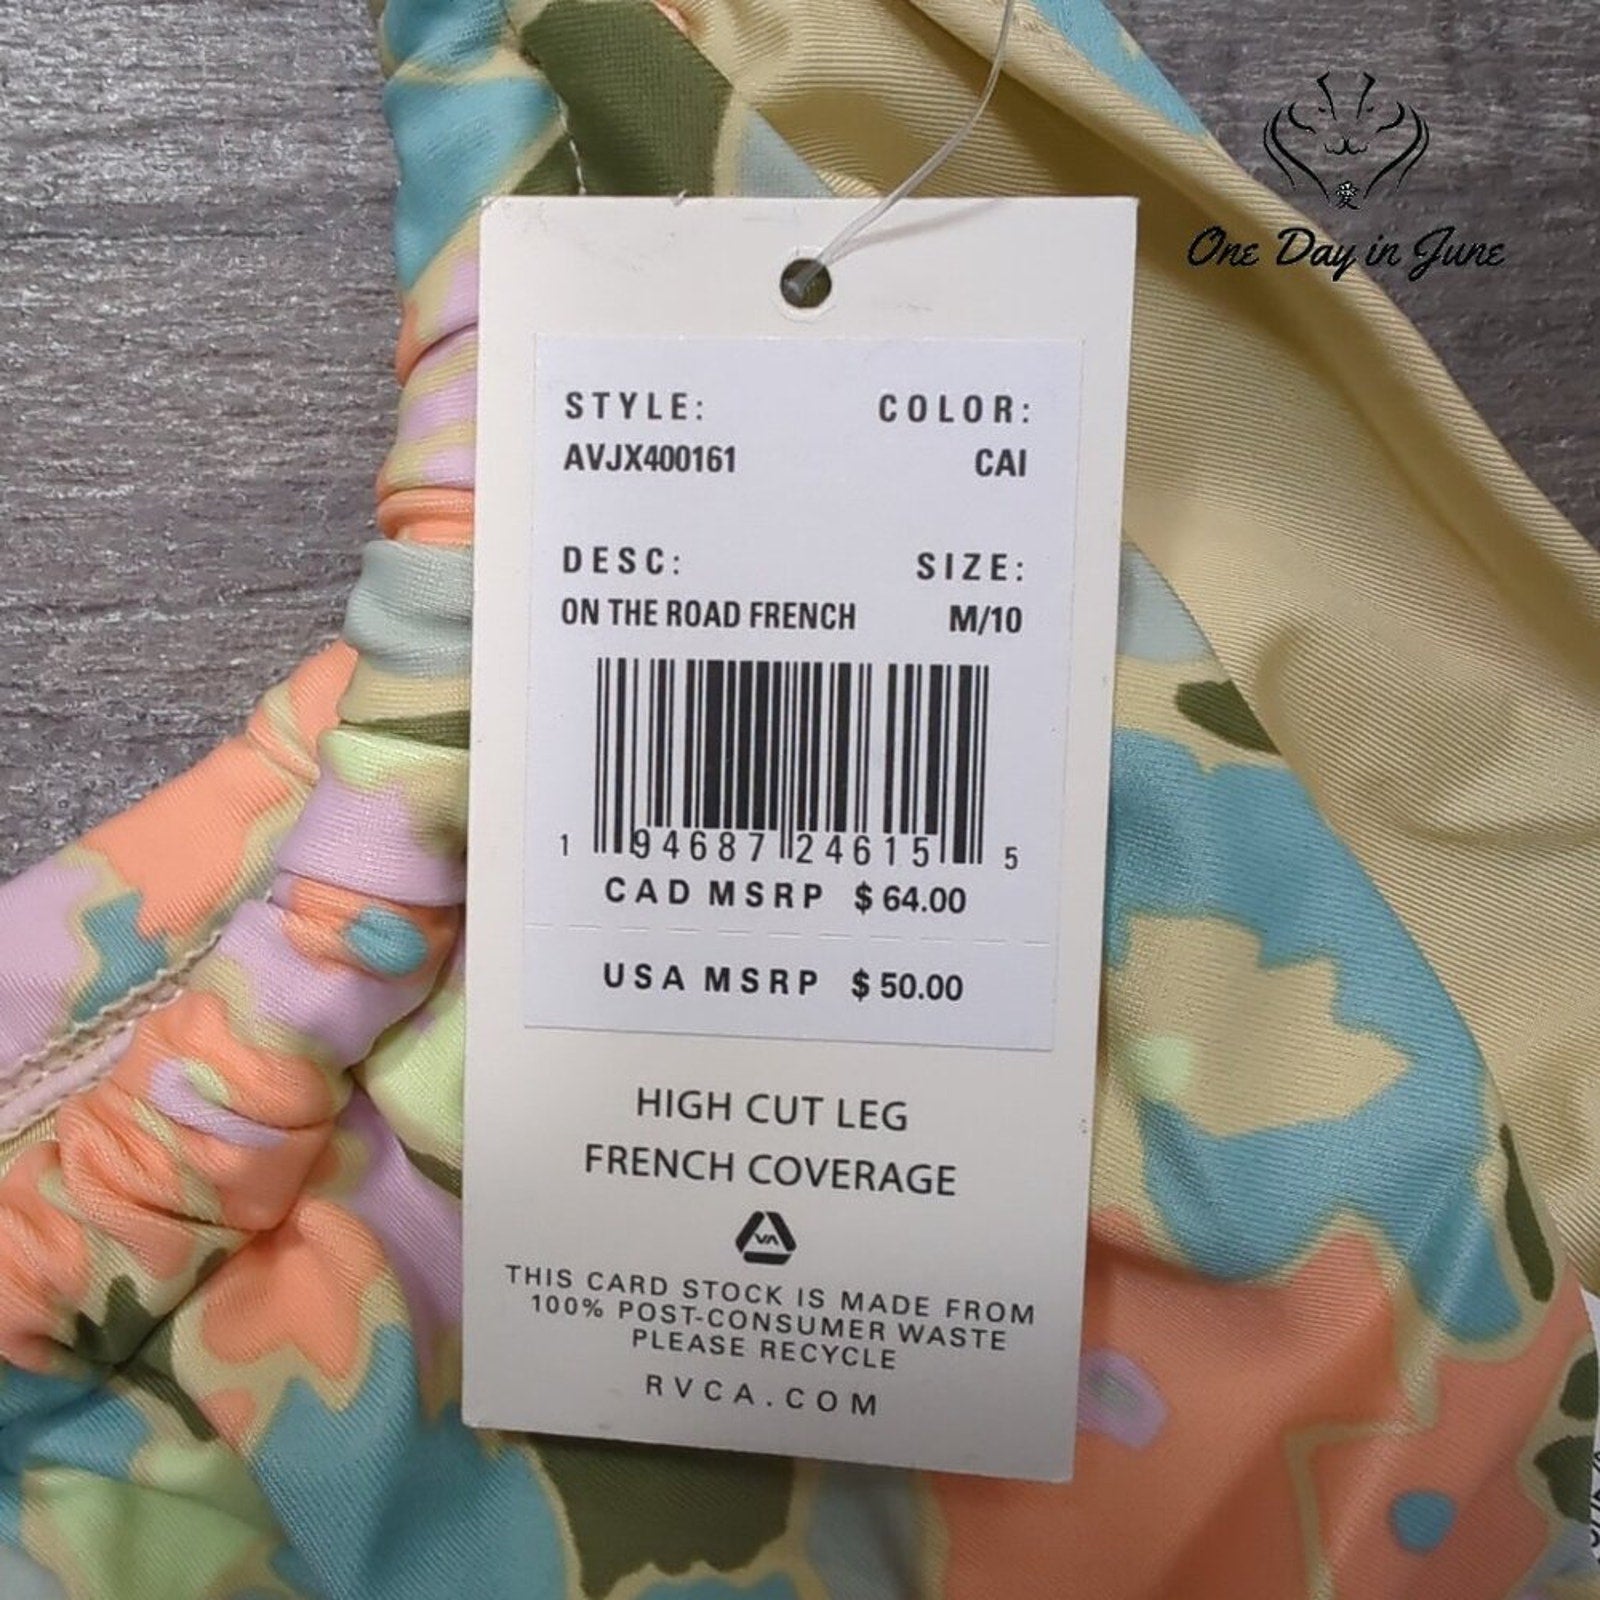 愛
One Day in June
STYLE: COLOR:
AVJX400161 CAI
DESC: SIZE:
ON THE ROAD FRENCH M/10
1 94687 24615 5
CAD MSRP $ 64.00
USA MSRP $ 50.00
HIGH CUT LEG
FRENCH COVERAGE
VA
THIS CARD STOCK IS MADE FROM
100% POST-CONSUMER WASTE
PLEASE RECYCLE
RVCA.COM